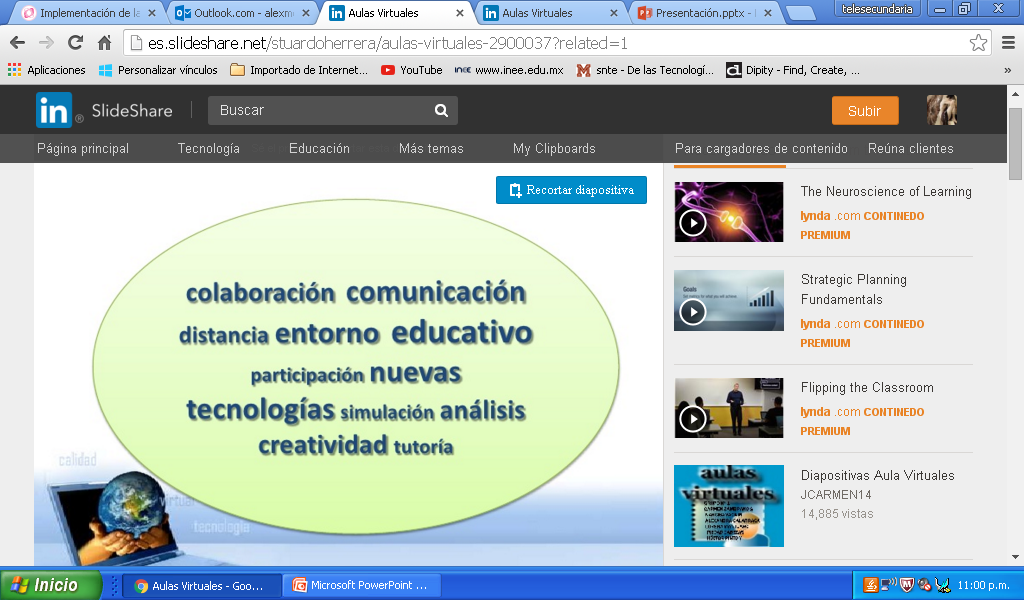 Implementación de la
Outlook.com - alexm
Aulas Virtuales
Aulas Virtuales
Presentación.pptx -
telesecundaria
es.slideshare.net/stuardoherrera/aulas-virtuales-2900037?related=1
Aplicaciones
Personalizar vínculos
Importado de Internet...
YouTube
inee www.inee.edu.mx
snte - De las Tecnologí...
Dipity - Find, Create, ...
»
in ® SlideShare
Buscar
Subir
Página principal
Tecnología
Educación
Más temas
My Clipboards
Para cargadores de contenido
Reúna clientes
Recortar diapositiva
colaboración comunicación
distancia entorno educativo
participación nuevas
tecnologías simulación análisis
creatividad tutoría
calidad
virtual
tecnología
The Neuroscience of Learning
lynda .com CONTINEDO
PREMIUM
Goals
Strategic Planning
Fundamentals
lynda .com CONTINEDO
PREMIUM
Flipping the Classroom
lynda .com CONTINEDO
PREMIUM
aulas
virtuales
Diapositivas Aula Virtuales
JCARMEN14
14,885 vistas
Inicio
Aulas Virtuales - Goo...
Microsoft PowerPoint ...
11:00 p.m.